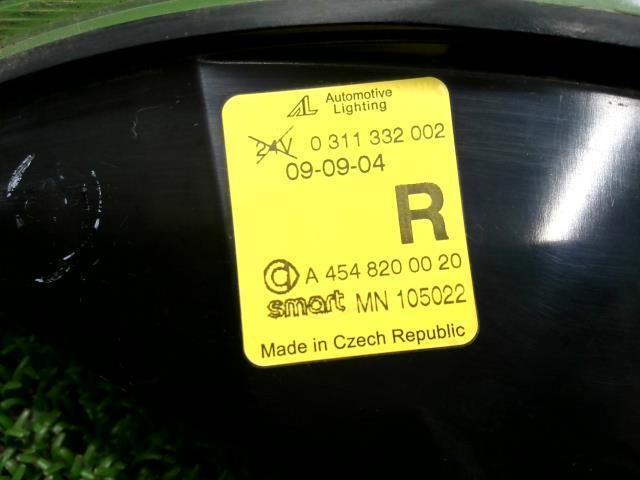 AL Automotive
Lighting
24V 0 311 332 002
09-09-04
R
A 454 820 00 20
smart MN 105022
Made in Czech Republic